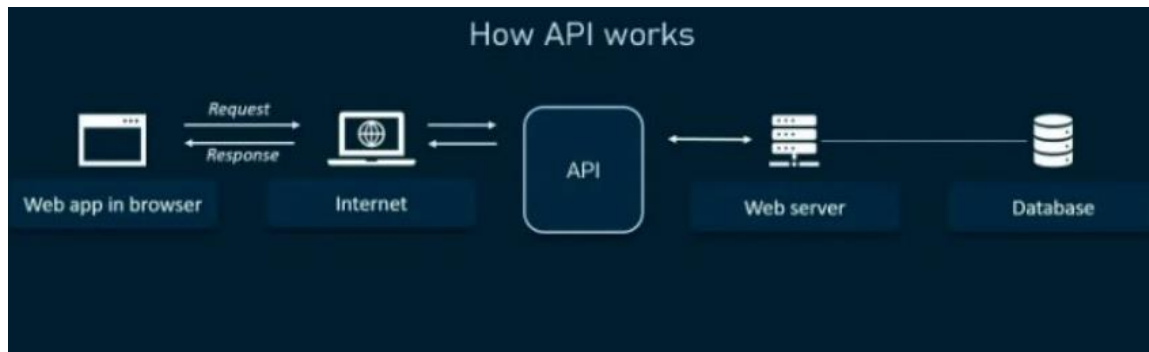 How API works
Request
Response
API
Web app in browser
Internet
Web server
Database